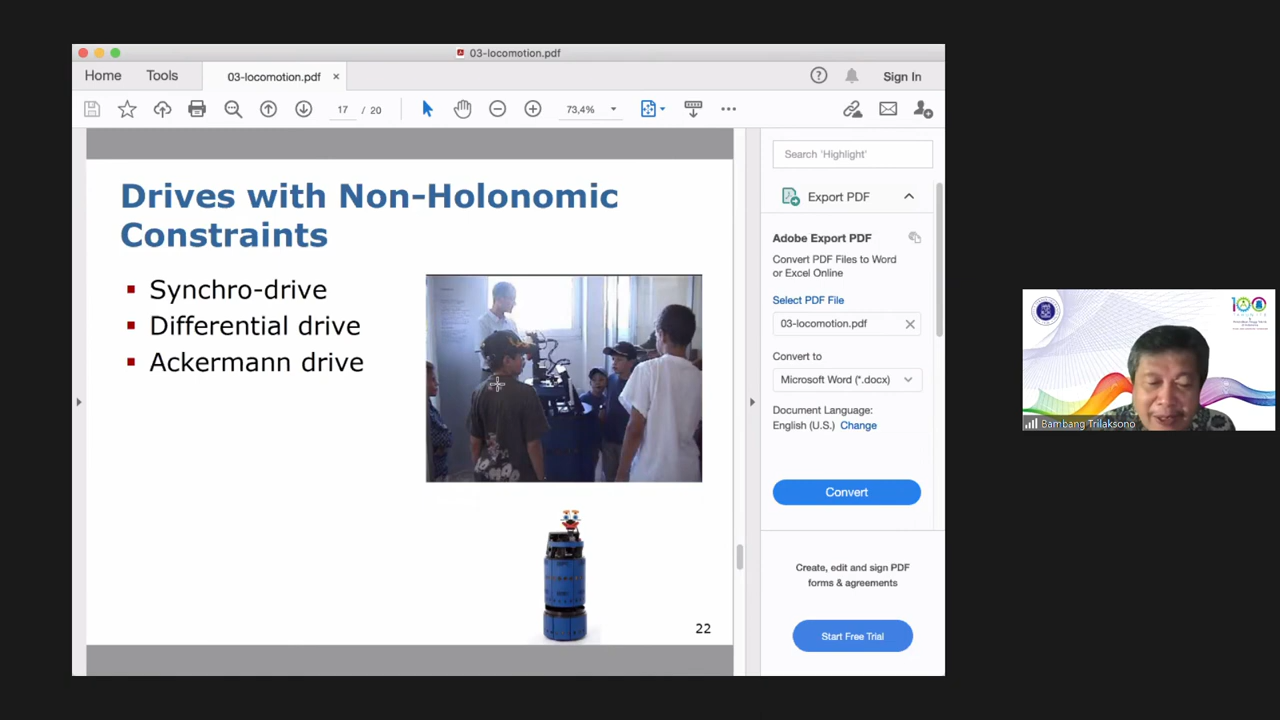 03-locomotion.pdf
Home
Tools
03-locomotion.pdf ×
Sign In
17 / 20
73,4%
Drives with Non-Holonomic
Constraints
Synchro-drive
Differential drive
Ackermann drive
22
Search 'Highlight'
Export PDF
Adobe Export PDF
Convert PDF Files to Word
or Excel Online
Select PDF File
03-locomotion.pdf
Convert to
Microsoft Word (*.docx)
Document Language:
English (U.S.) Change
Convert
Create, edit and sign PDF
forms & agreements
Start Free Trial
100
Bambang Trilaksono